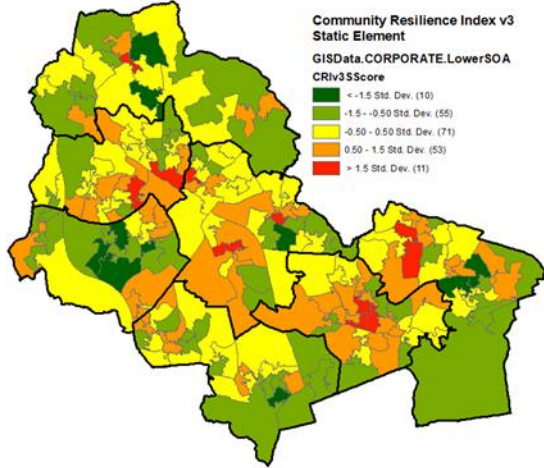 Community Resilience Index v3
Static Element
GISData.CORPORATE.LowerSOA
CRIv3SScore
< -1.5 Std. Dev. (10)
-1.5 - -0.50 Std. Dev. (55)
-0.50 - 0.50 Std. Dev. (71)
0.50 - 1.5 Std. Dev. (53)
> 1.5 Std. Dev. (11)